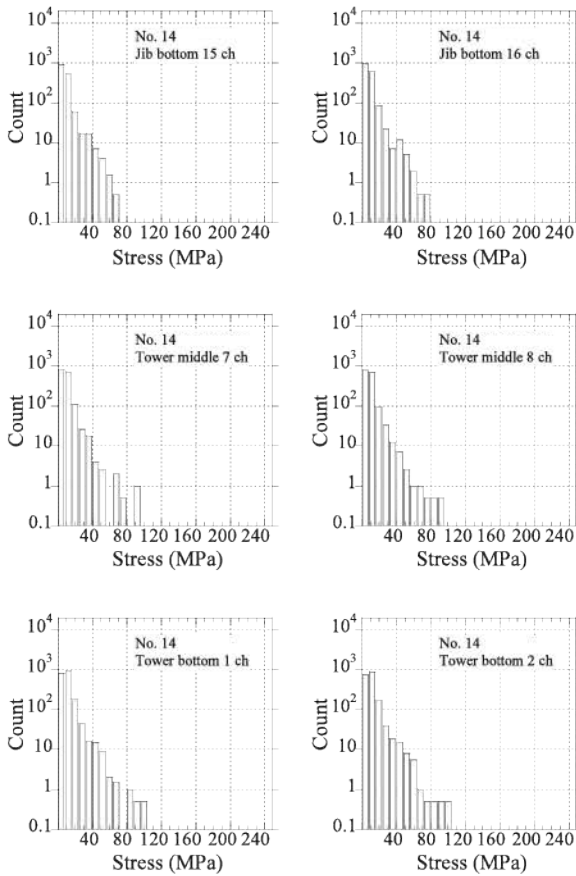 10⁴
10³
10²
10
1
0.1
Count
No. 14
Jib bottom 15 ch
40 80 120 160 200 240
Stress (MPa)
10⁴
10³
10²
10
1
0.1
Count
No. 14
Jib bottom 16 ch
40 80 120 160 200 240
Stress (MPa)
10⁴
10³
10²
10
1
0.1
Count
No. 14
Tower middle 7 ch
40 80 120 160 200 240
Stress (MPa)
10⁴
10³
10²
10
1
0.1
Count
No. 14
Tower middle 8 ch
40 80 120 160 200 240
Stress (MPa)
10⁴
10³
10²
10
1
0.1
Count
No. 14
Tower bottom 1 ch
40 80 120 160 200 240
Stress (MPa)
10⁴
10³
10²
10
1
0.1
Count
No. 14
Tower bottom 2 ch
40 80 120 160 200 240
Stress (MPa)